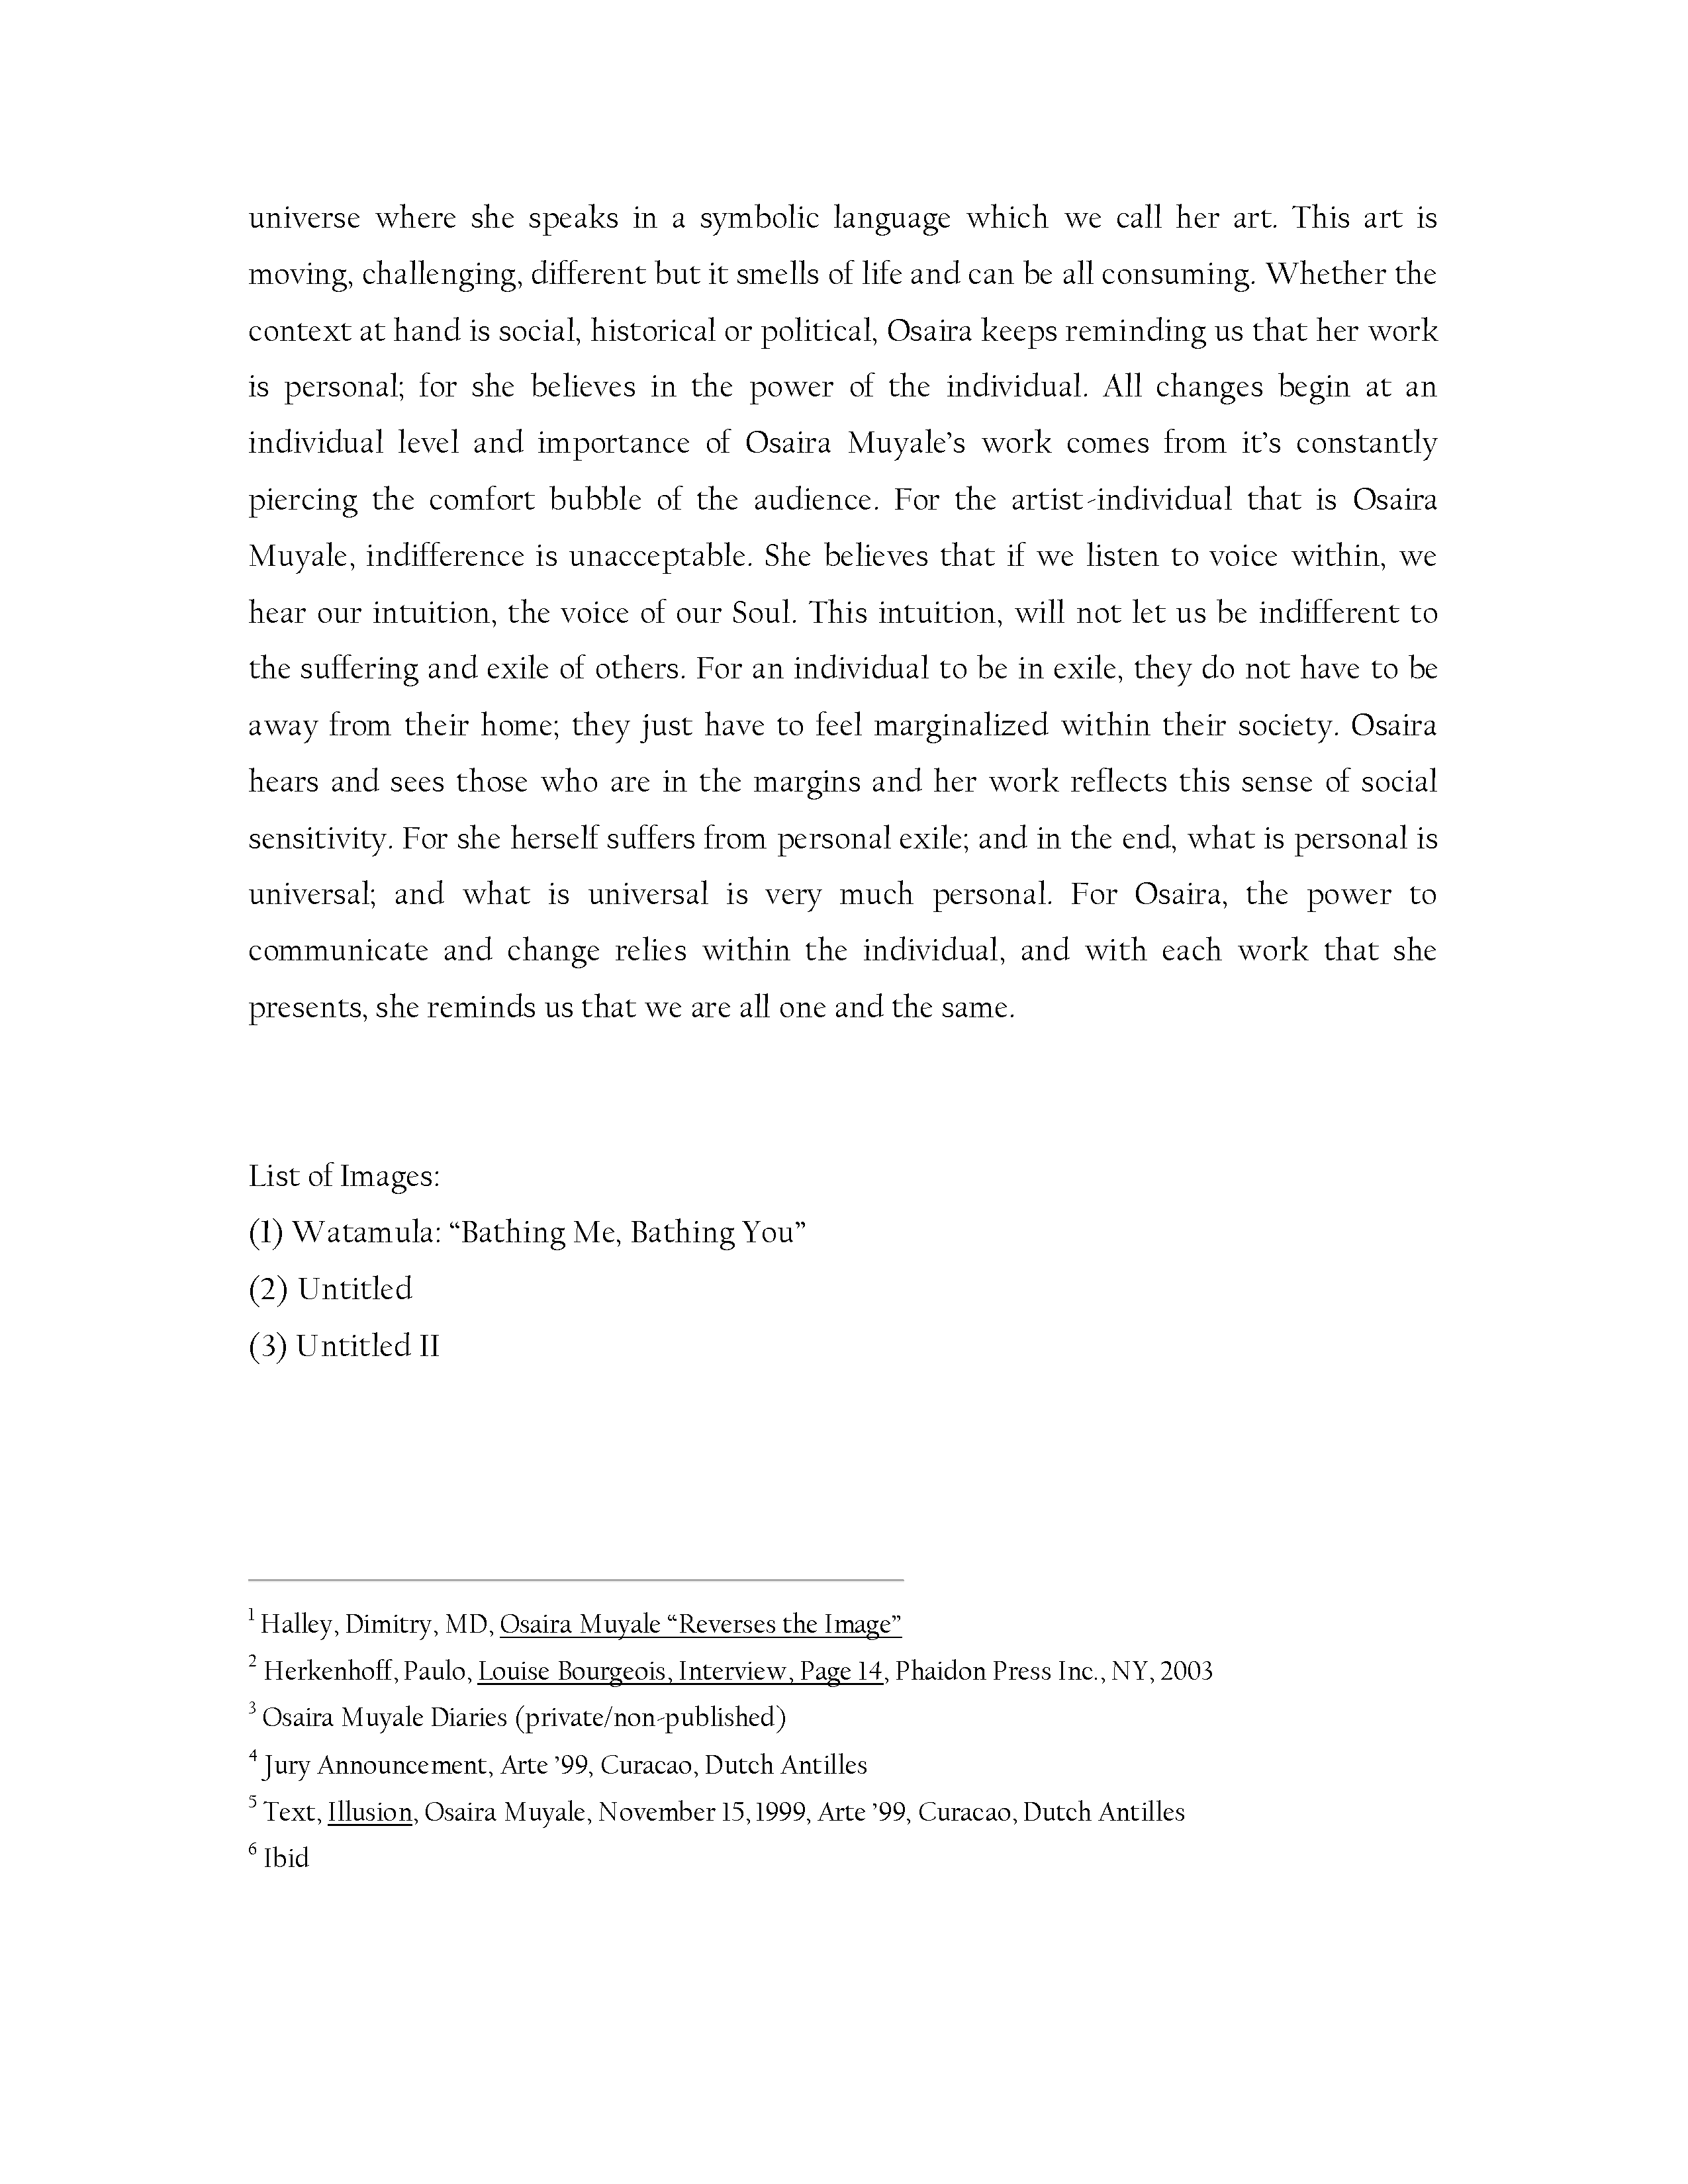 universe where she speaks in a symbolic language which we call her art. This art is
moving, challenging, different but it smells of life and can be all consuming. Whether the
context at hand is social, historical or political, Osaira keeps reminding us that her work
is personal; for she believes in the power of the individual. All changes begin at an
individual level and importance of Osaira Muyale’s work comes from it’s constantly
piercing the comfort bubble of the audience. For the artist-individual that is Osaira
Muyale, indifference is unacceptable. She believes that if we listen to voice within, we
hear our intuition, the voice of our Soul. This intuition, will not let us be indifferent to
the suffering and exile of others. For an individual to be in exile, they do not have to be
away from their home; they just have to feel marginalized within their society. Osaira
hears and sees those who are in the margins and her work reflects this sense of social
sensitivity. For she herself suffers from personal exile; and in the end, what is personal is
universal; and what is universal is very much personal. For Osaira, the power to
communicate and change relies within the individual, and with each work that she
presents, she reminds us that we are all one and the same.
List of Images:
(1) Watamula: “Bathing Me, Bathing You”
(2) Untitled
(3) Untitled II
1 Halley, Dimitry, MD, Osaira Muyale “Reverses the Image”
2 Herkenhoff, Paulo, Louise Bourgeois, Interview, Page 14, Phaidon Press Inc., NY, 2003
3 Osaira Muyale Diaries (private/non-published)
4 Jury Announcement, Arte ’99, Curacao, Dutch Antilles
5 Text, Illusion, Osaira Muyale, November 15,1999, Arte ’99, Curacao, Dutch Antilles
6 Ibid